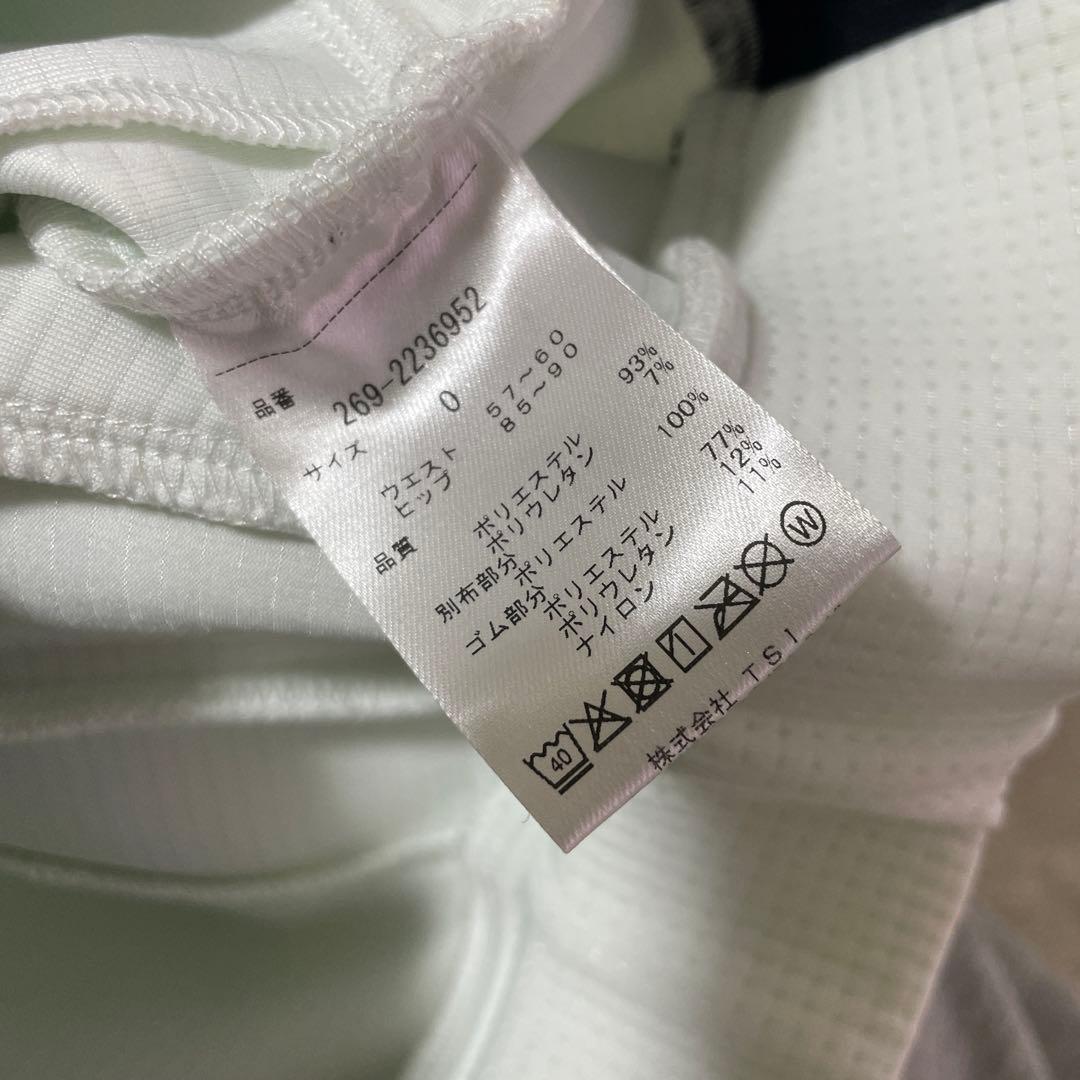 品番
269-2236952
サイズ 0
ウエスト 57～60
ヒップ 85～90
品質 ポリエステル 93%
ポリウレタン 7%
別布部分
ポリエステル 100%
ゴム部分
ポリエステル 77%
ポリウレタン 12%
ナイロン 11%
40
W
株式会社 TSI